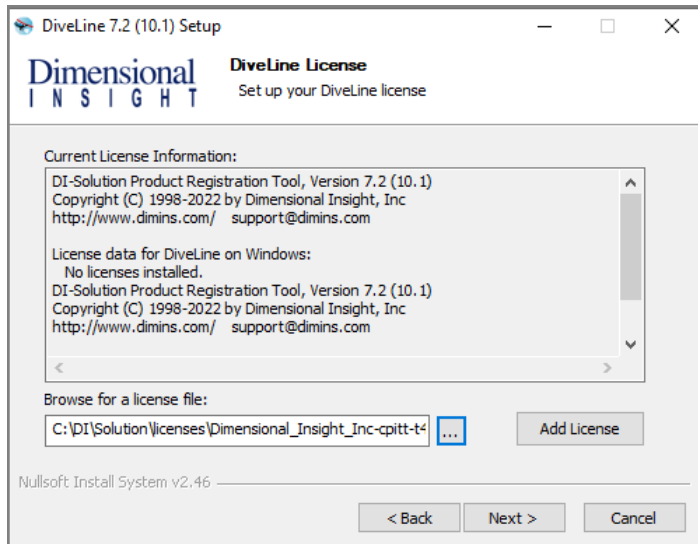 DiveLine 7.2 (10.1) Setup
Dimensional
INSIGHT
DiveLine License
Set up your DiveLine license
Current License Information:
DI-Solution Product Registration Tool, Version 7.2 (10.1)
Copyright (C) 1998-2022 by Dimensional Insight, Inc
http://www.dimins.com/ support@dimins.com
License data for DiveLine on Windows:
No licenses installed.
DI-Solution Product Registration Tool, Version 7.2 (10.1)
Copyright (C) 1998-2022 by Dimensional Insight, Inc
http://www.dimins.com/ support@dimins.com
Browse for a license file:
C:\DI\Solution\licenses\Dimensional_Insight_Inc-cpitt-t4
...
Add License
Nullsoft Install System v2.46
< Back Next > Cancel